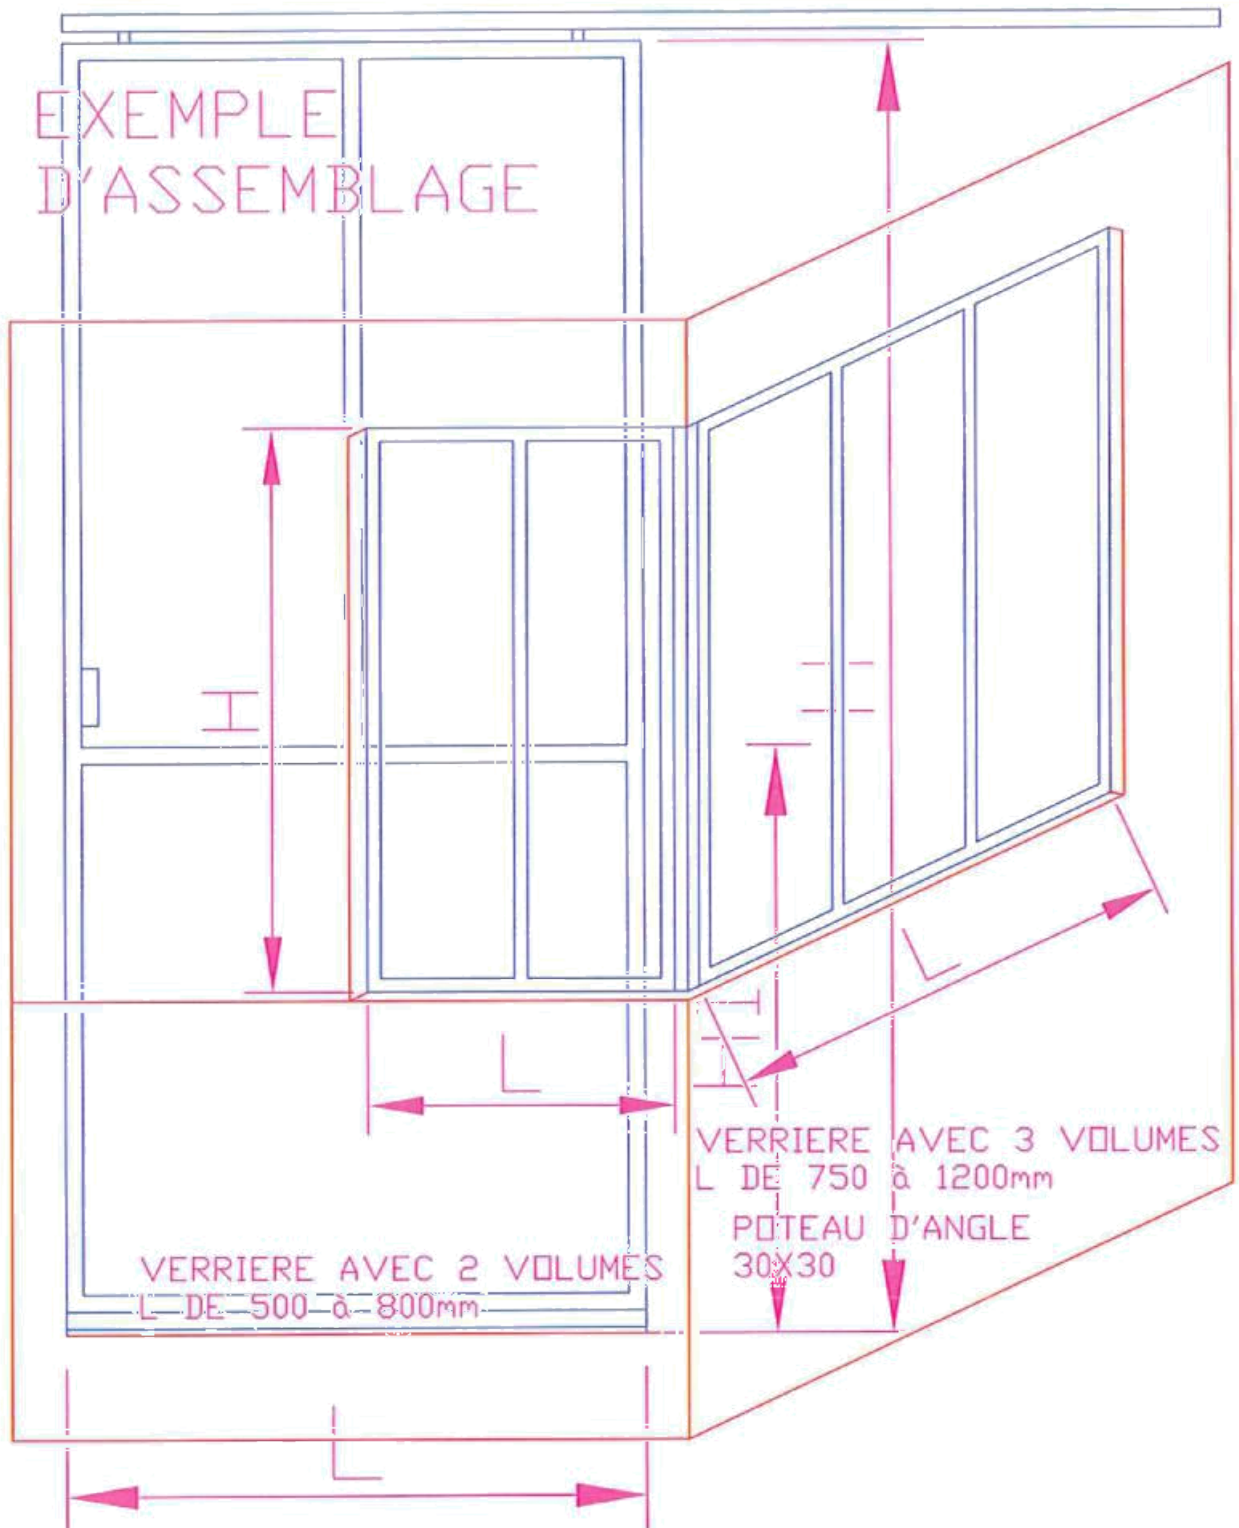 EXEMPLE
D'ASSEMBLAGE
H
H
L
L
H1
VERRIERE AVEC 3 VOLUMES
L DE 750 à 1200mm
POTEAU D'ANGLE
30X30
VERRIERE AVEC 2 VOLUMES
L DE 500 à 800mm
L